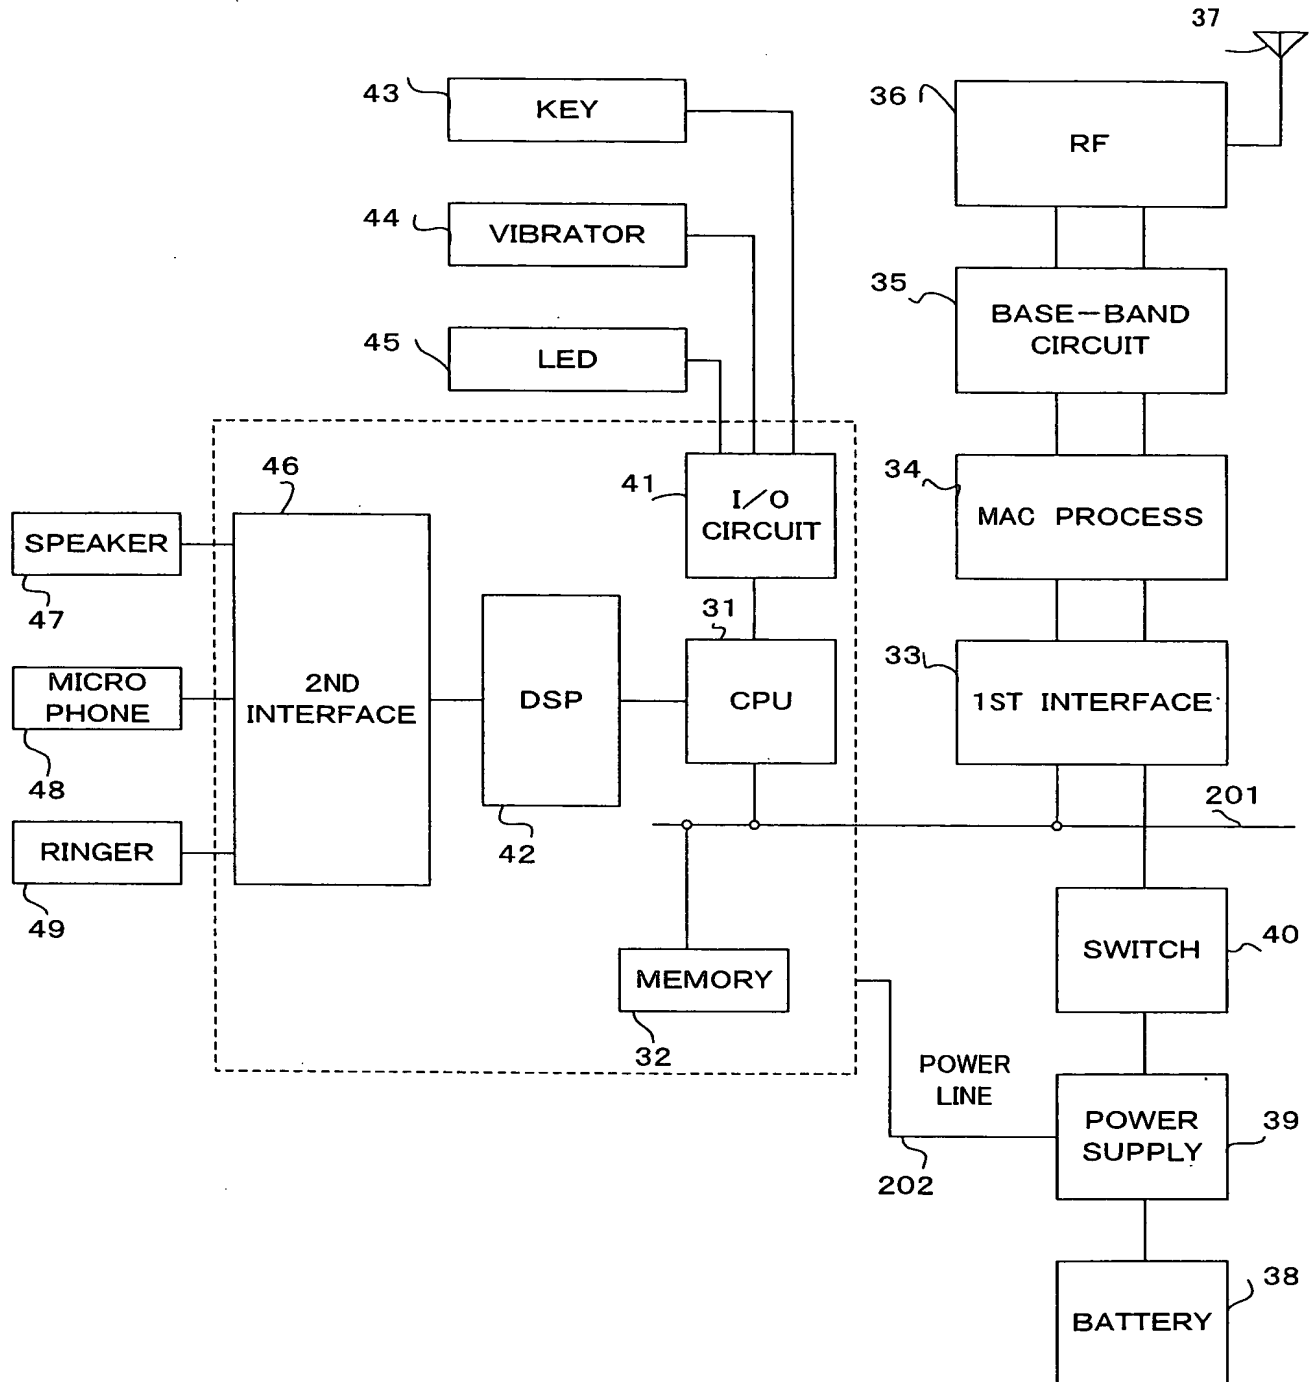 37
43
KEY
36
RF
44
VIBRATOR
35
BASE-BAND
CIRCUIT
45
LED
46
41
I/O
CIRCUIT
34
MAC PROCESS
SPEAKER
47
31
CPU
33
1ST INTERFACE
MICRO
PHONE
48
2ND
INTERFACE
DSP
42
201
RINGER
49
SWITCH
40
MEMORY
32
POWER
LINE
202
POWER
SUPPLY
39
38
BATTERY